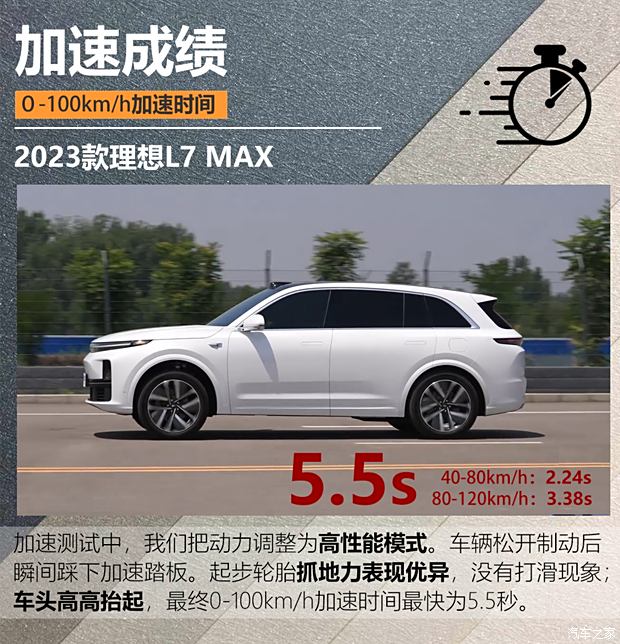 加速成绩
0-100km/h加速时间
2023款理想L7 MAX
5.5s
40-80km/h：2.24s
80-120km/h：3.38s
加速测试中，我们把动力调整为高性能模式。车辆松开制动后
瞬间踩下加速踏板。起步轮胎抓地力表现优异，没有打滑现象；
车头高高抬起，最终0-100km/h加速时间最快为5.5秒。
汽车之家